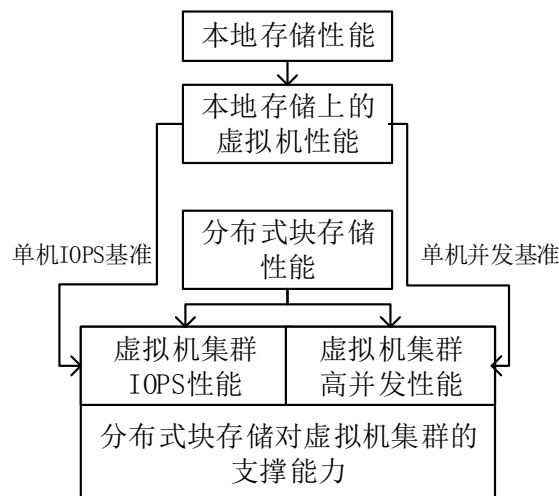 本地存储性能
本地存储上的
虚拟机性能
分布式块存储
性能
单机IOPS基准
单机并发基准
虚拟机集群
IOPS性能
虚拟机集群
高并发性能
分布式块存储对虚拟机集群的
支撑能力